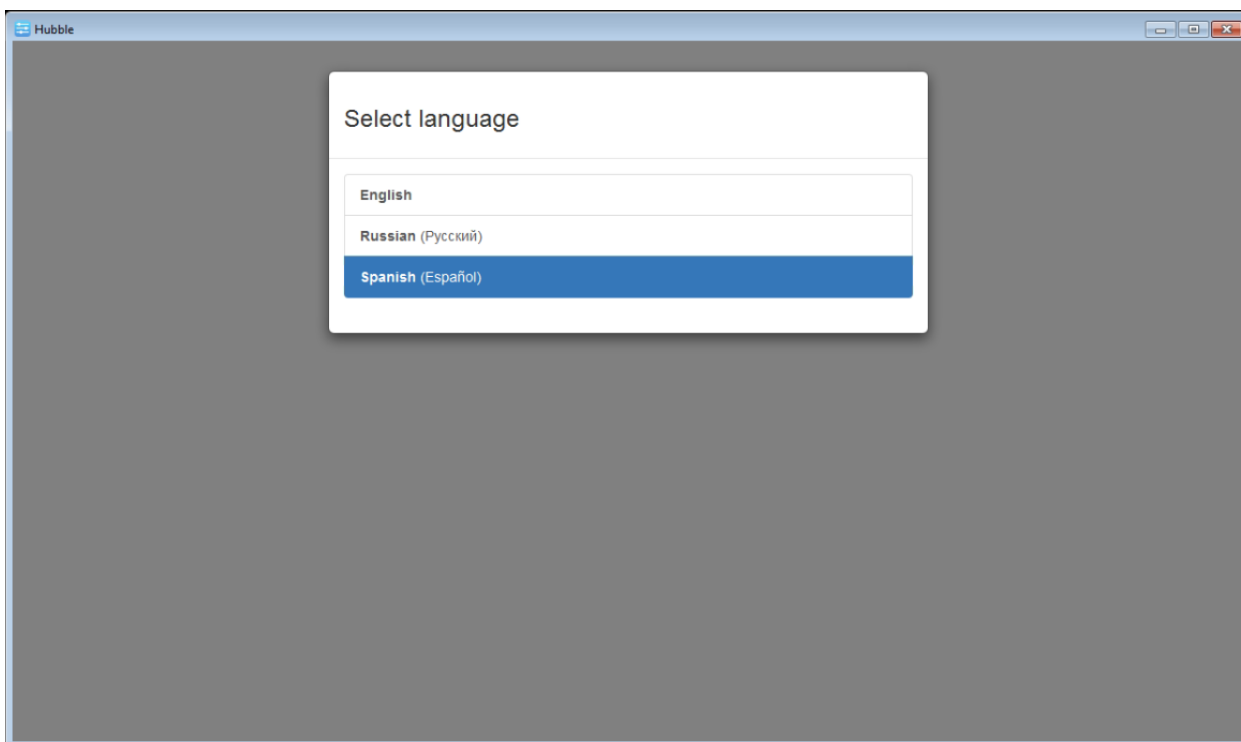 Hubble
Select language
English
Russian (Русский)
Spanish (Español)